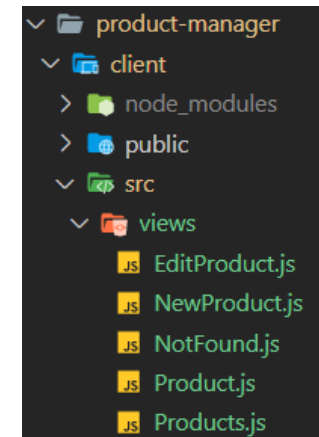 product-manager
client
node_modules
public
src
views
JS EditProduct.js
JS NewProduct.js
JS NotFound.js
JS Product.js
JS Products.js